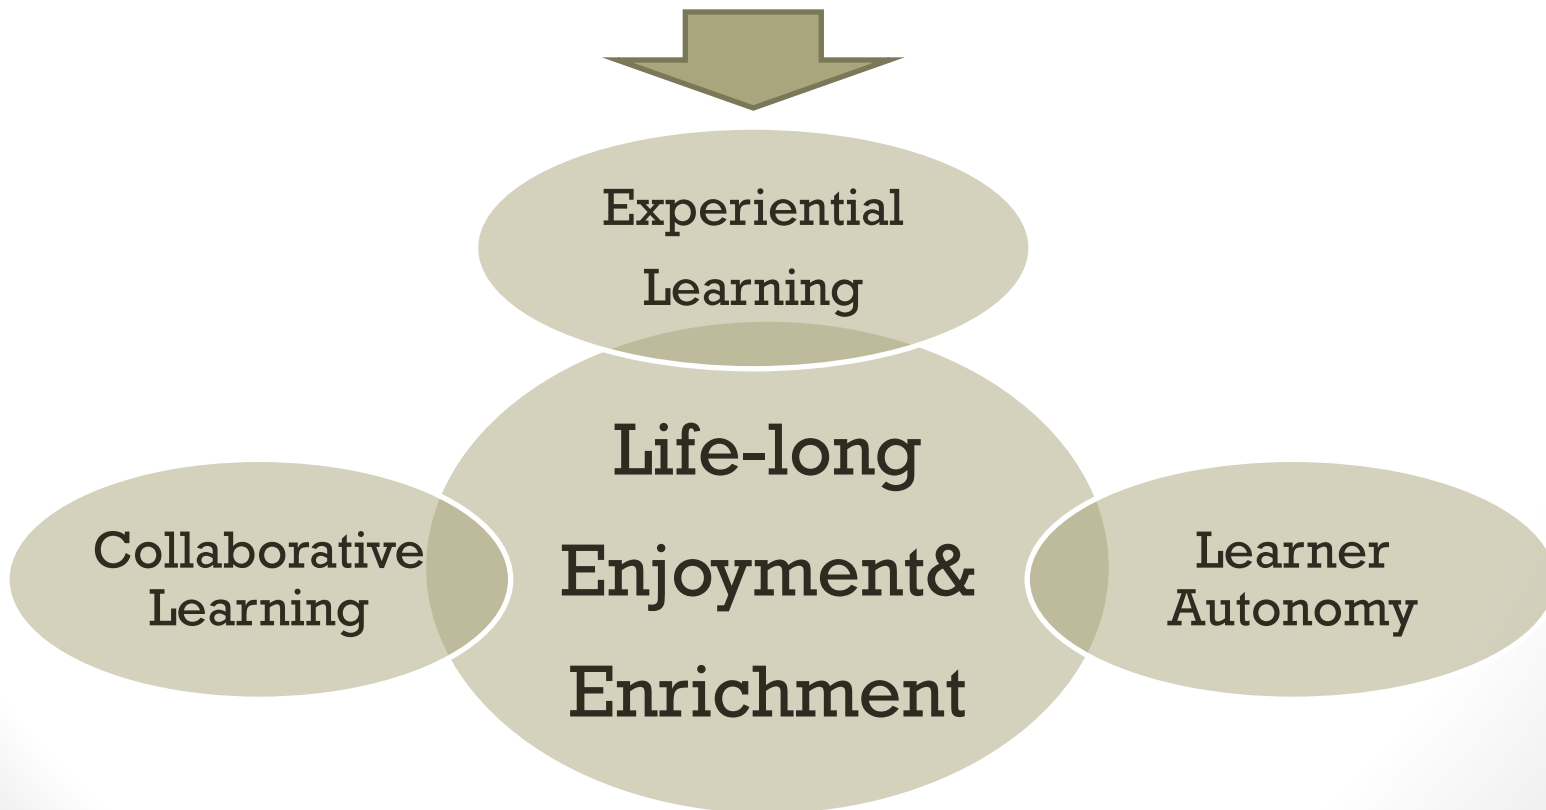 Experiential
Learning
Life-long
Enjoyment&
Enrichment
Collaborative
Learning
Learner
Autonomy